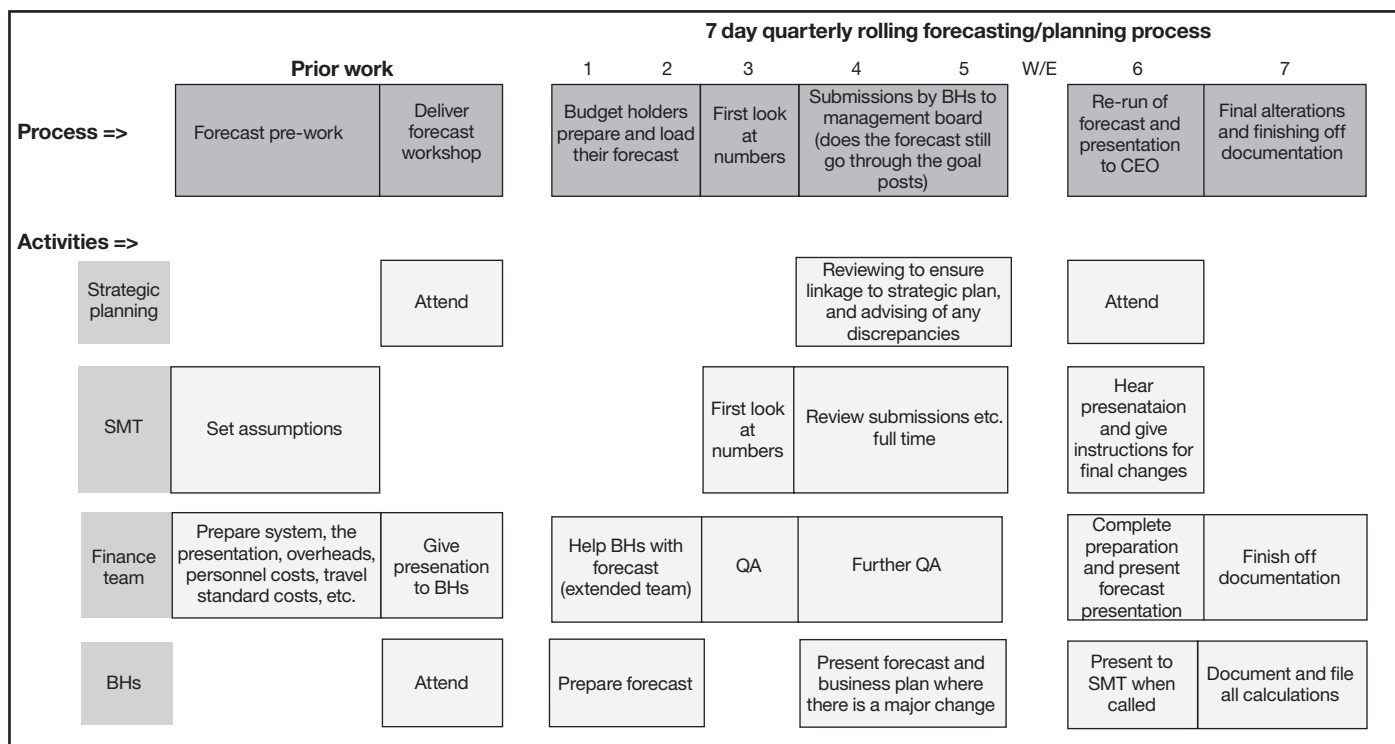 7 day quarterly rolling forecasting/planning process
Prior work
1 2 3 4 5 W/E 6 7
Process =>
Forecast pre-work
Deliver
forecast
workshop
Budget holders
prepare and load
their forecast
First look
at
numbers
Submissions by BHs to
management board
(does the forecast still
go through the goal
posts)
Re-run of
forecast and
presentation
to CEO
Final alterations
and finishing off
documentation
Activities =>
Strategic
planning
Attend
Reviewing to ensure
linkage to strategic plan,
and advising of any
discrepancies
Attend
SMT
Set assumptions
First look
at
numbers
Review submissions etc.
full time
Hear
presenataion
and give
instructions for
final changes
Finance
team
Prepare system, the
presentation, overheads,
personnel costs, travel
standard costs, etc.
Give
presenation
to BHs
Help BHs with
forecast
(extended team)
QA
Further QA
Complete
preparation
and present
forecast
presentation
Finish off
documentation
BHs
Attend
Prepare forecast
Present forecast and
business plan where
there is a major change
Present to
SMT when
called
Document and file
all calculations